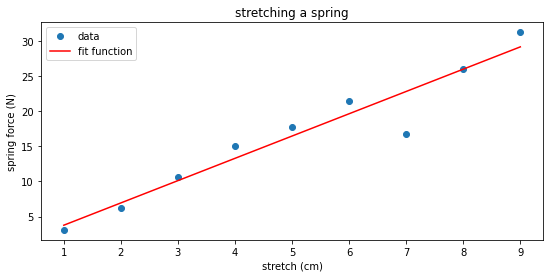 stretching a spring
data
fit function
spring force (N)
30
25
20
15
10
5
1 2 3 4 5 6 7 8 9
stretch (cm)